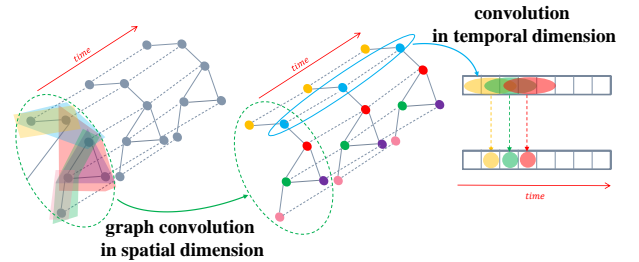 convolution
in temporal dimension
time
time
time
graph convolution
in spatial dimension